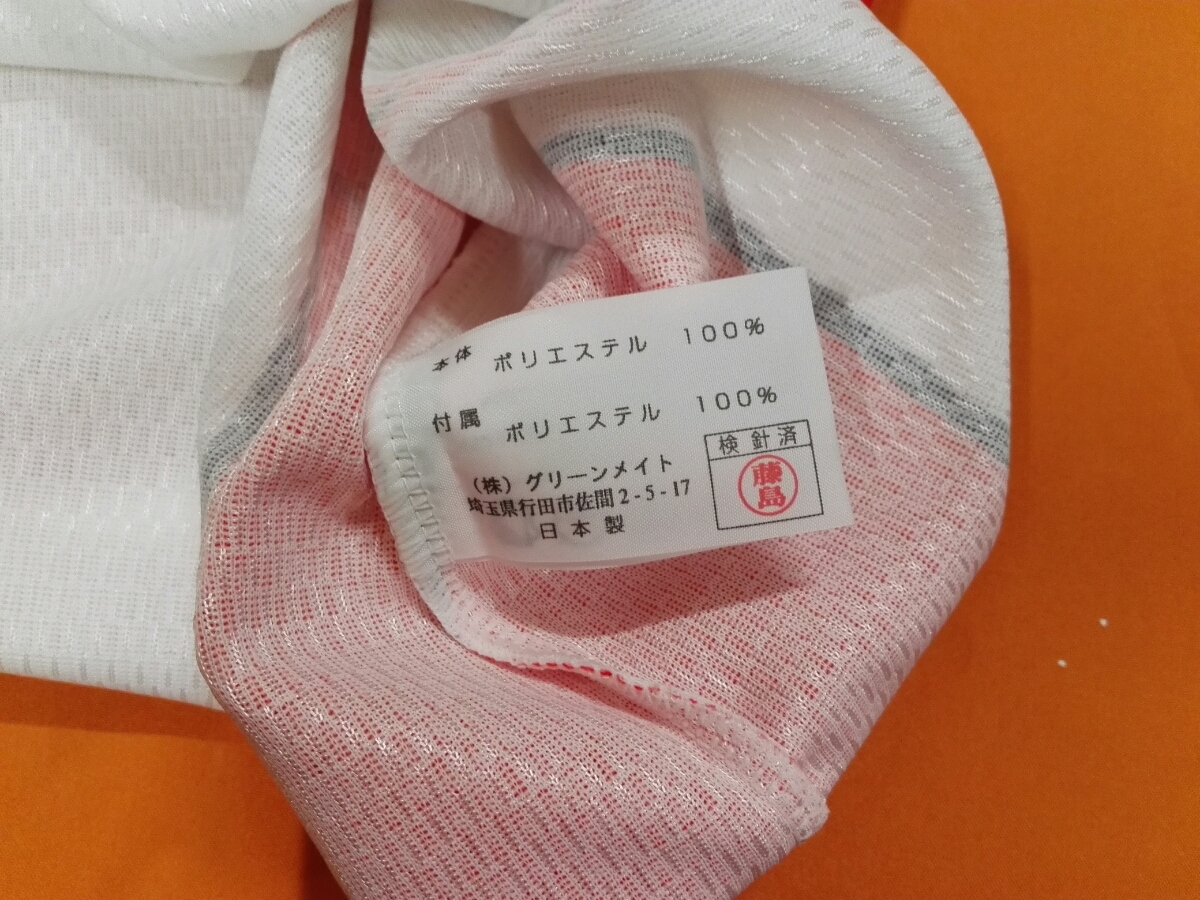 本体 ポリエステル 100%
付属 ポリエステル 100%
(株)グリーンメイト
埼玉県行田市佐間2-5-17
日本製
検針済
藤島